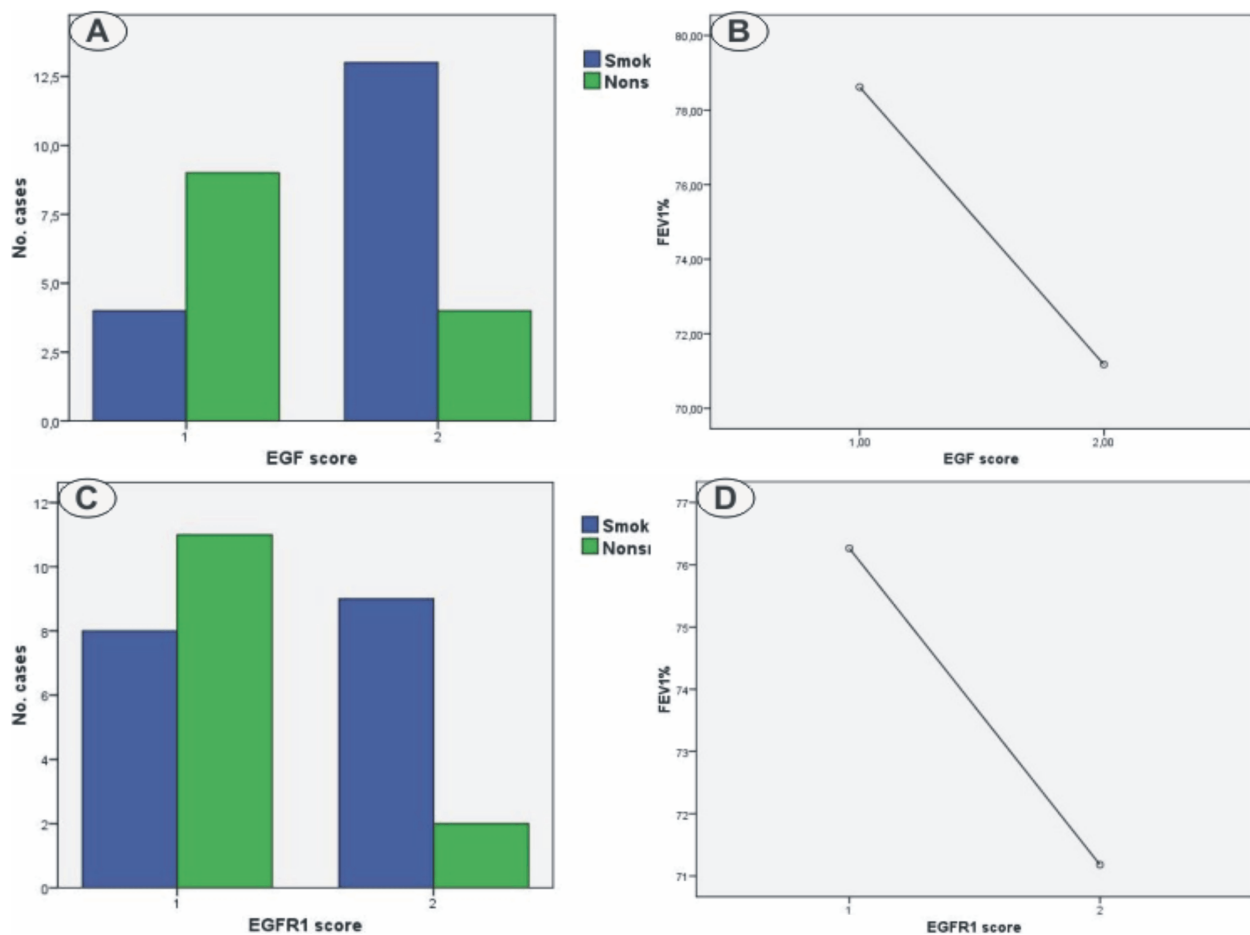 A
12,5
10,0
7,5
5,0
2,5
0,0
No. cases
1
2
EGF score
Smok
Nons
B
80,00
78,00
76,00
74,00
72,00
70,00
FEV1%
1,00
2,00
EGF score
C
12
10
8
6
4
2
0
No. cases
1
2
EGFR1 score
Smok
Nons
D
77
76
75
74
73
72
71
FEV1%
1
2
EGFR1 score